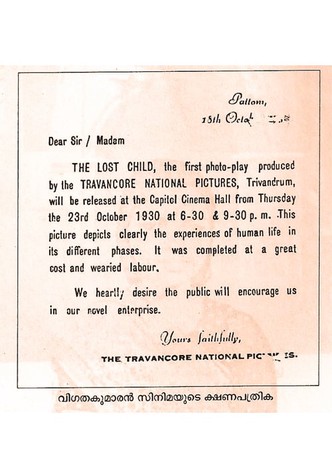 Pattom,
18th Octob
Dear Sir / Madam
THE LOST CHILD, the first photo-play produced
by the TRAVANCORE NATIONAL PICTURES, Trivandrum,
will be released at the Capitol Cinema Hall from Thursday
the 23rd October 1930 at 6-30 & 9-30 p. m. This
picture depicts clearly the experiences of human life in
its different phases. It was completed at a great
cost and wearied labour.
We heartly desire the public will encourage us
in our novel enterprise.
Yours faithfully,
THE TRAVANCORE NATIONAL
വിഗതകുമാരൻ സിനിമയുടെ ക്ഷണപത്രിക